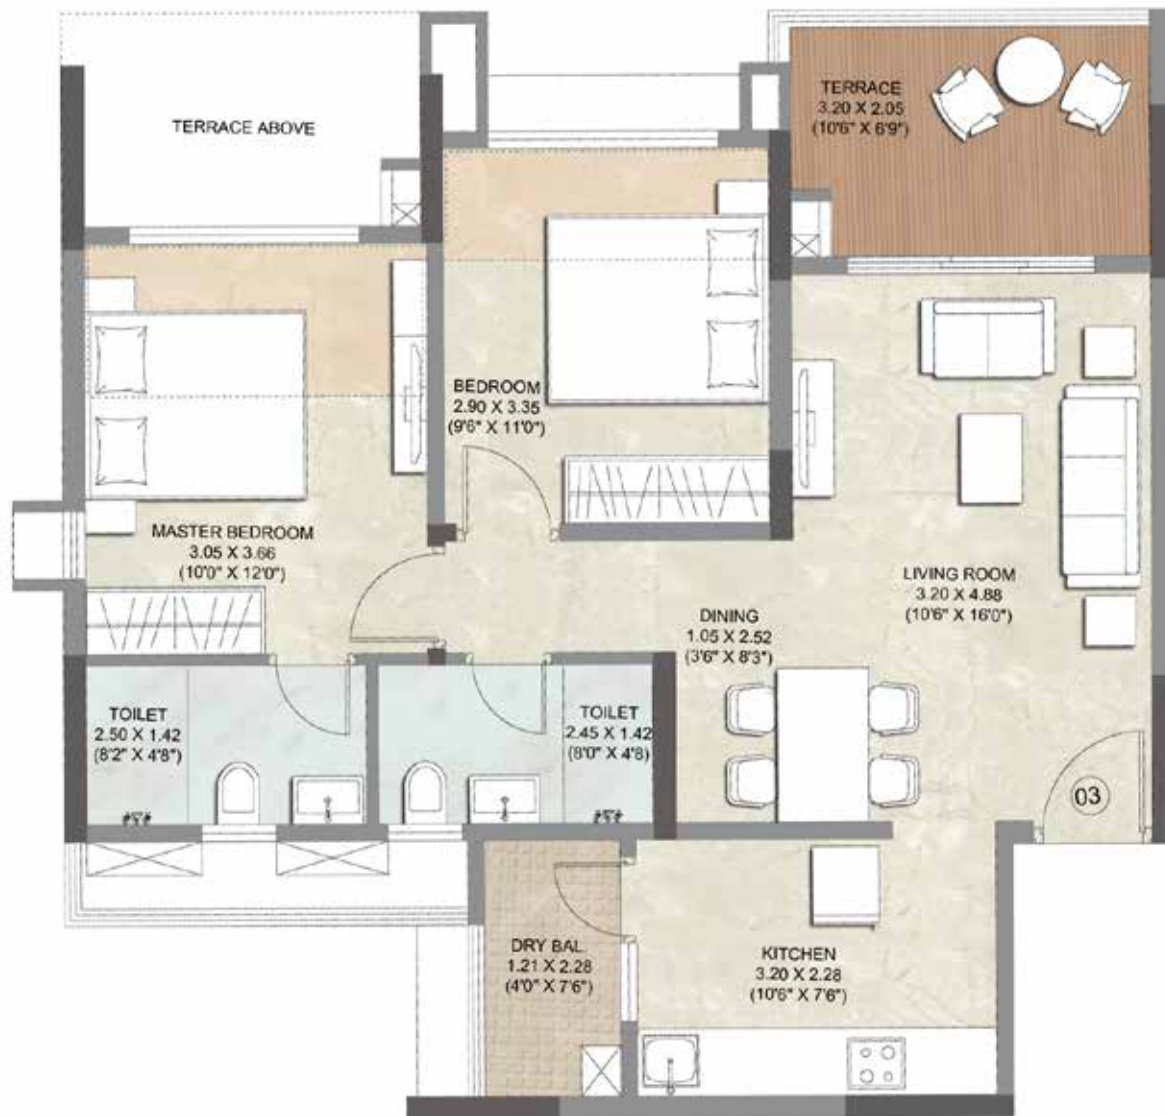 TERRACE ABOVE
TERRACE
3.20 X 2.05
(10'6" X 6'9")
BEDROOM
2.90 X 3.35
(9'6" X 11'0")
MASTER BEDROOM
3.05 X 3.66
(10'0" X 12'0")
LIVING ROOM
3.20 X 4.88
(10'6" X 16'0")
DINING
1.05 X 2.52
(3'6" X 8'3")
TOILET
2.50 X 1.42
(8'2" X 4'8")
TOILET
2.45 X 1.42
(8'0" X 4'8)
03
DRY BAL.
1.21 X 2.28
(4'0" X 7'6")
KITCHEN
3.20 X 2.28
(10'6" X 7'6")